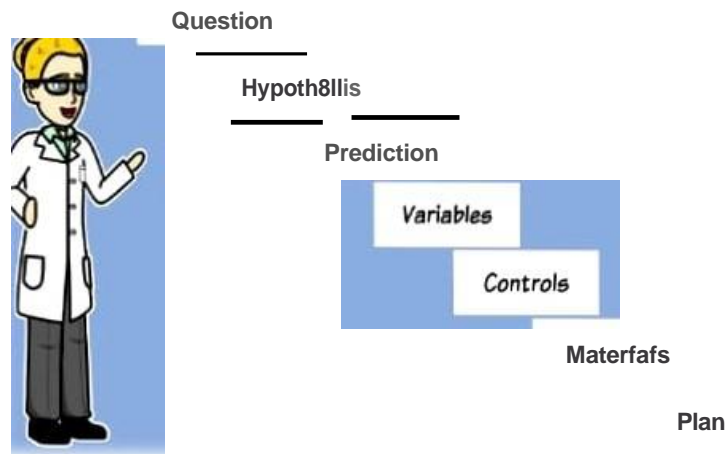 Question
Hypoth8llis
Prediction
Variables
Controls
Materfafs
Plan